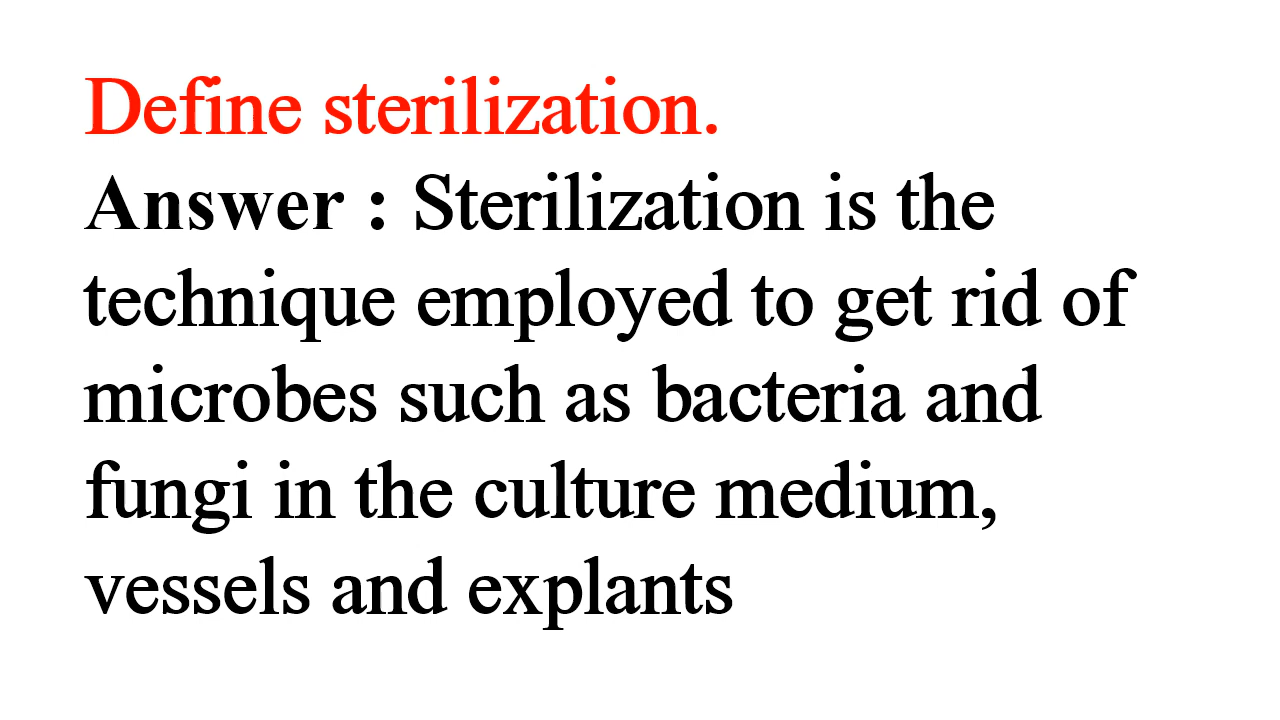 Define sterilization.
Answer : Sterilization is the
technique employed to get rid of
microbes such as bacteria and
fungi in the culture medium,
vessels and explants